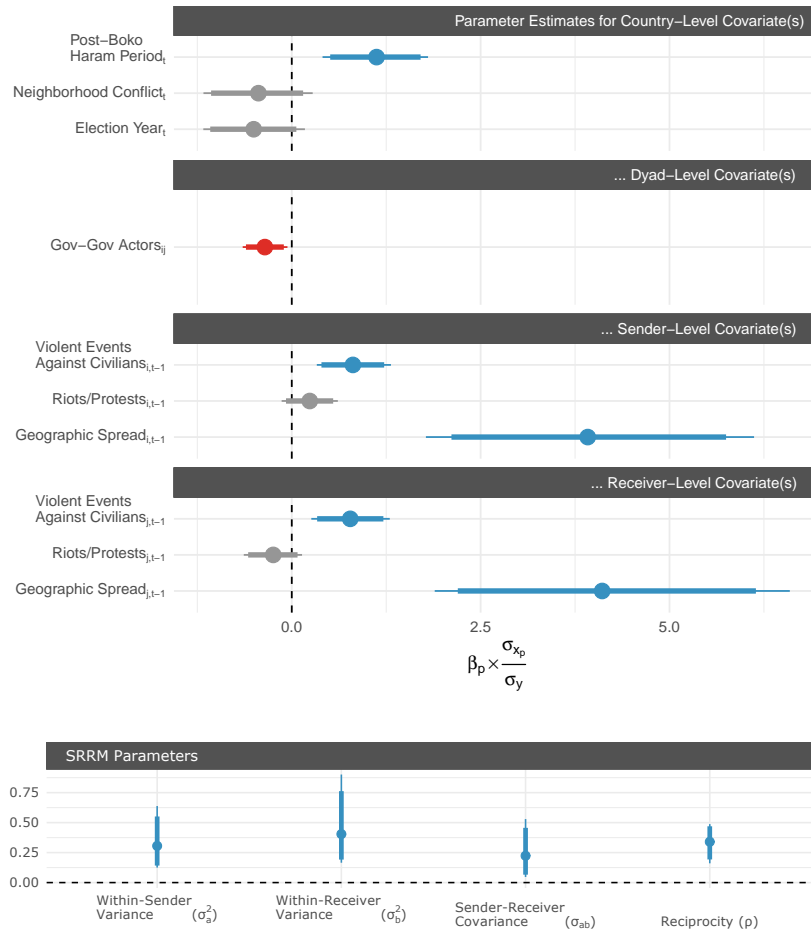 Parameter Estimates for Country−Level Covariate(s)
Post−Boko
Haram Periodₜ
Neighborhood Conflictₜ
Election Yearₜ
... Dyad−Level Covariate(s)
Gov−Gov Actorsᵢⱼ
... Sender−Level Covariate(s)
Violent Events
Against Civiliansᵢ,ₜ₋₁
Riots/Protestsᵢ,ₜ₋₁
Geographic Spreadᵢ,ₜ₋₁
... Receiver−Level Covariate(s)
Violent Events
Against Civiliansⱼ,ₜ₋₁
Riots/Protestsⱼ,ₜ₋₁
Geographic Spreadⱼ,ₜ₋₁
0.0 2.5 5.0
βₚ × σₓₚ / σᵧ
SRRM Parameters
0.75
0.50
0.25
0.00
Within-Sender Within-Receiver Sender-Receiver
Variance (σ²ₐ) Variance (σ²b) Covariance (σₐb) Reciprocity (ρ)